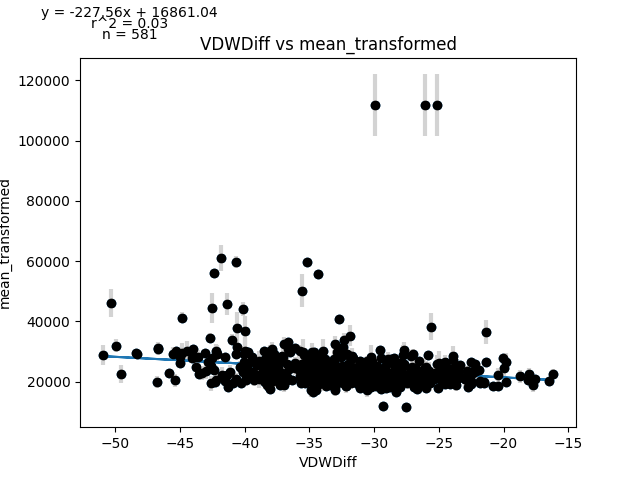 y = -227.56x + 16861.04
r^2 = 0.03
n = 581
VDWDiff vs mean_transformed
120000
100000
80000
60000
40000
20000
mean_transformed
−50
−45
−40
−35
−30
−25
−20
−15
VDWDiff